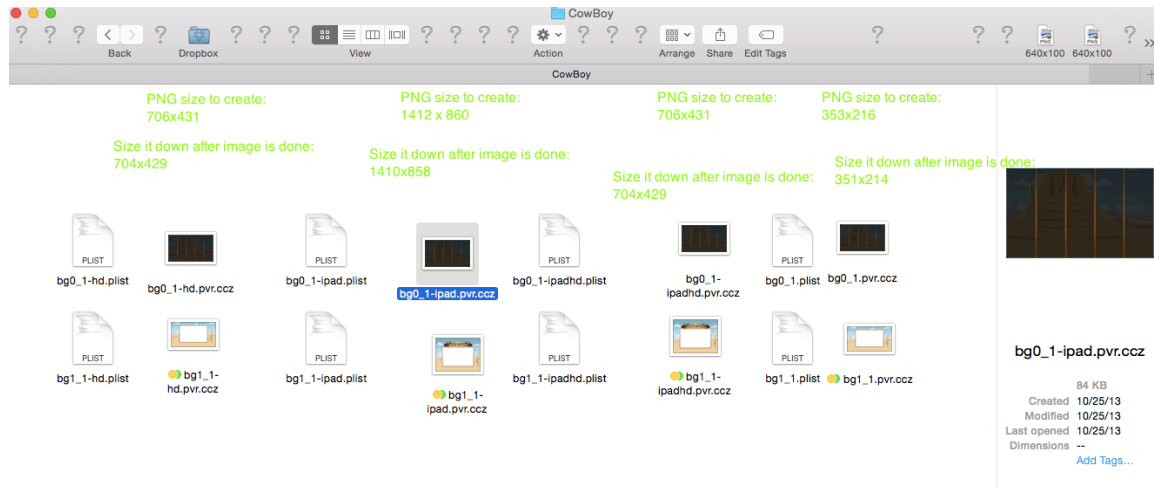 CowBoy
? ? ? ? ? ? ? ? ? ? ? ? ? ? ? ? ? ?
Back Dropbox View Action Arrange Share Edit Tags 640x100 640x100
CowBoy
PNG size to create:
706x431
PNG size to create:
1412 x 860
PNG size to create:
706x431
PNG size to create:
353x216
Size it down after image is done:
704x429
Size it down after image is done:
1410x858
Size it down after image is done:
704x429
Size it down after image is done:
351x214
PLIST
bg0_1-hd.plist
bg0_1-hd.pvr.ccz
PLIST
bg0_1-ipad.plist
bg0_1-ipad.pvr.ccz
PLIST
bg0_1-ipadhd.plist
bg0_1-
ipadhd.pvr.ccz
PLIST
bg0_1.plist
bg0_1.pvr.ccz
PLIST
bg1_1-hd.plist
bg1_1-
hd.pvr.ccz
PLIST
bg1_1-ipad.plist
bg1_1-
ipad.pvr.ccz
PLIST
bg1_1-ipadhd.plist
bg1_1-
ipadhd.pvr.ccz
PLIST
bg1_1.plist
bg1_1.pvr.ccz
bg0_1-ipad.pvr.ccz
84 KB
Created 10/25/13
Modified 10/25/13
Last opened 10/25/13
Dimensions --
Add Tags...